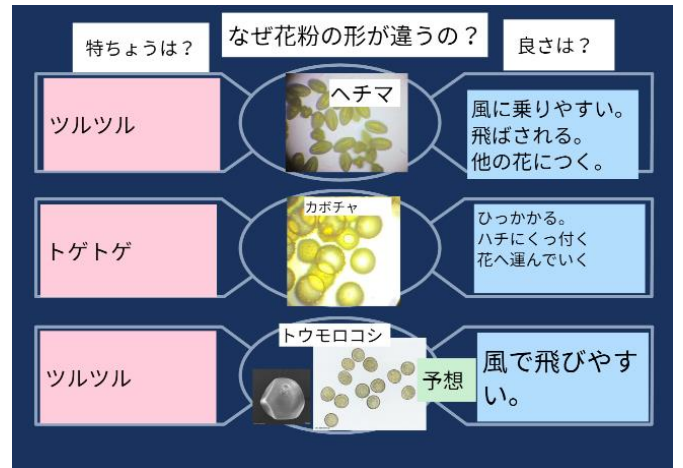 特ちょうは？
なぜ花粉の形が違うの？
良さは？
ツルツル
ヘチマ
風に乗りやすい。
飛ばされる。
他の花につく。
トゲトゲ
カボチャ
ひっかかる。
ハチにくっ付く
花へ運んでいく
ツルツル
トウモロコシ
予想
風で飛びやす
い。